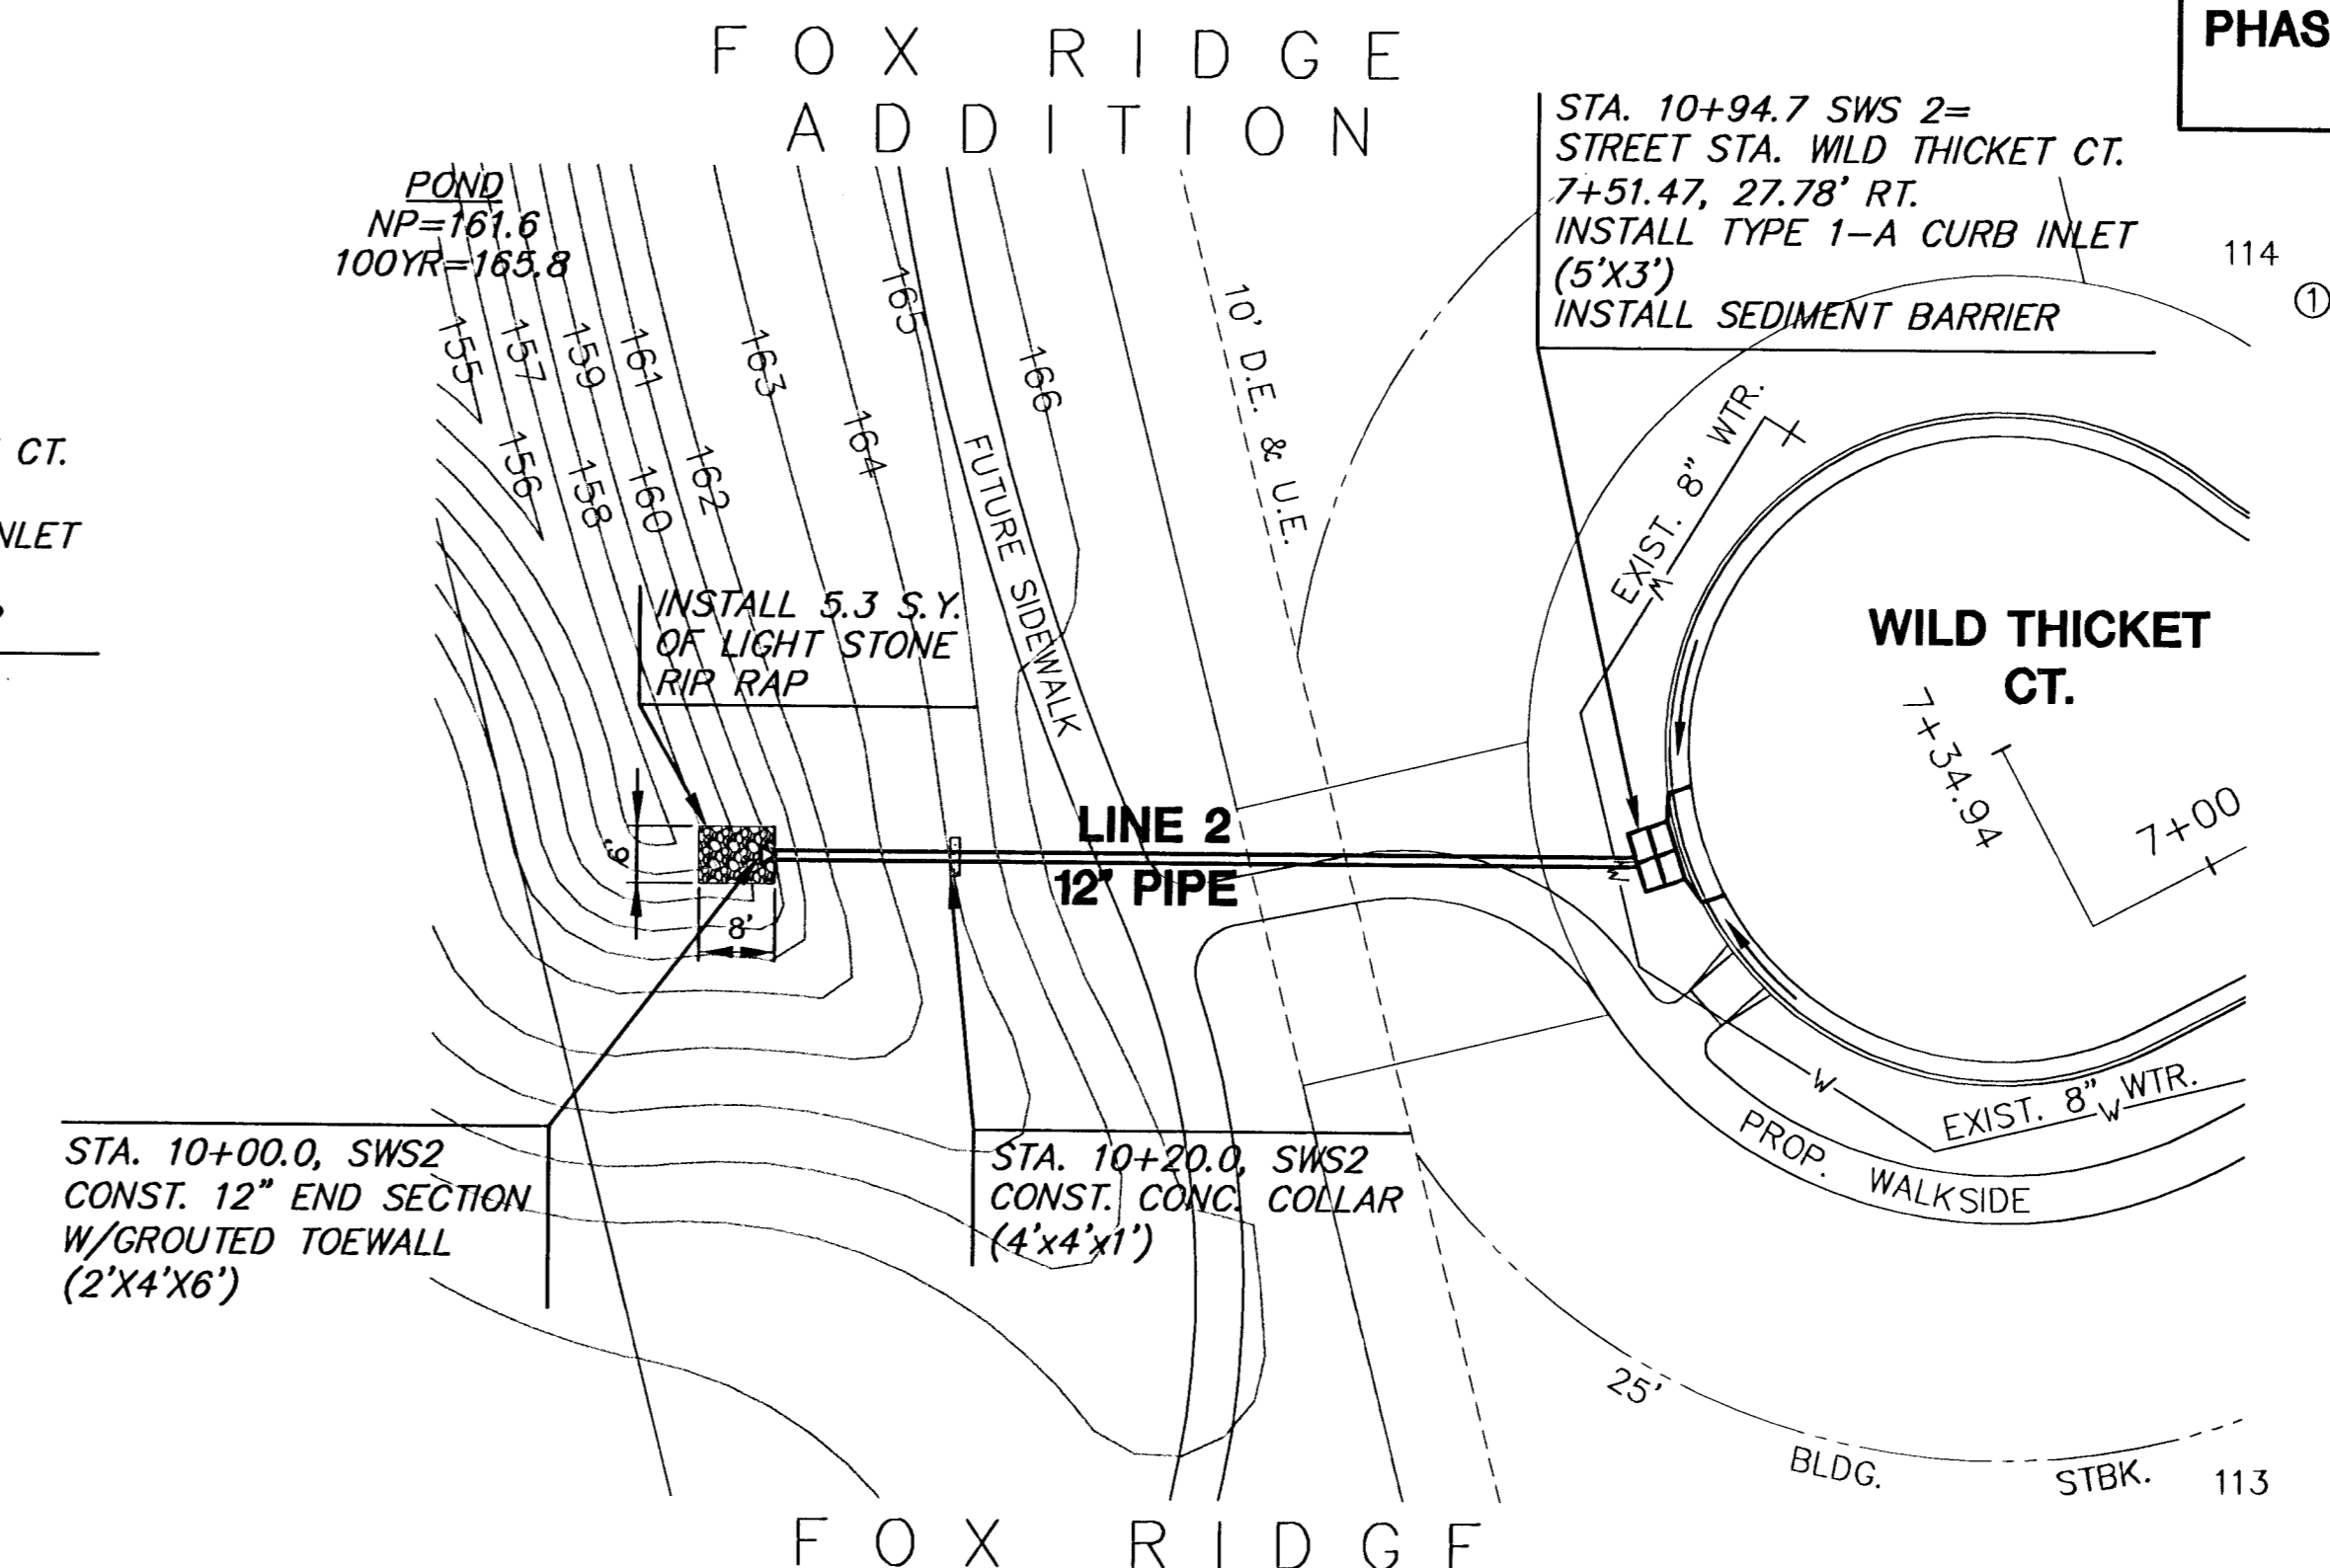 FOX RIDGE
ADDITION
PHAS
STA. 10+94.7 SWS 2=
STREET STA. WILD THICKET CT.
7+51.47, 27.78' RT.
INSTALL TYPE 1-A CURB INLET
(5'X3')
INSTALL SEDIMENT BARRIER
114
1
POND
NP=161.6
100YR=165.8
155
157
159
161
163
165
166
156
158
160
162
164
10' D.E. & U.E.
FUTURE SIDEWALK
CT.
NLET
EXIST. 8" WTR.
W
INSTALL 5.3 S.Y.
OF LIGHT STONE
RIP RAP
WILD THICKET
CT.
7+34.94
7+00
LINE 2
12" PIPE
6'
8'
W
W
EXIST. 8" WTR.
W
PROP. WALKSIDE
STA. 10+00.0, SWS2
CONST. 12" END SECTION
W/GROUTED TOEWALL
(2'X4'X6')
STA. 10+20.0, SWS2
CONST. CONC. COLLAR
(4'x4'x1')
25'
BLDG. STBK.
113
FOX RIDGE